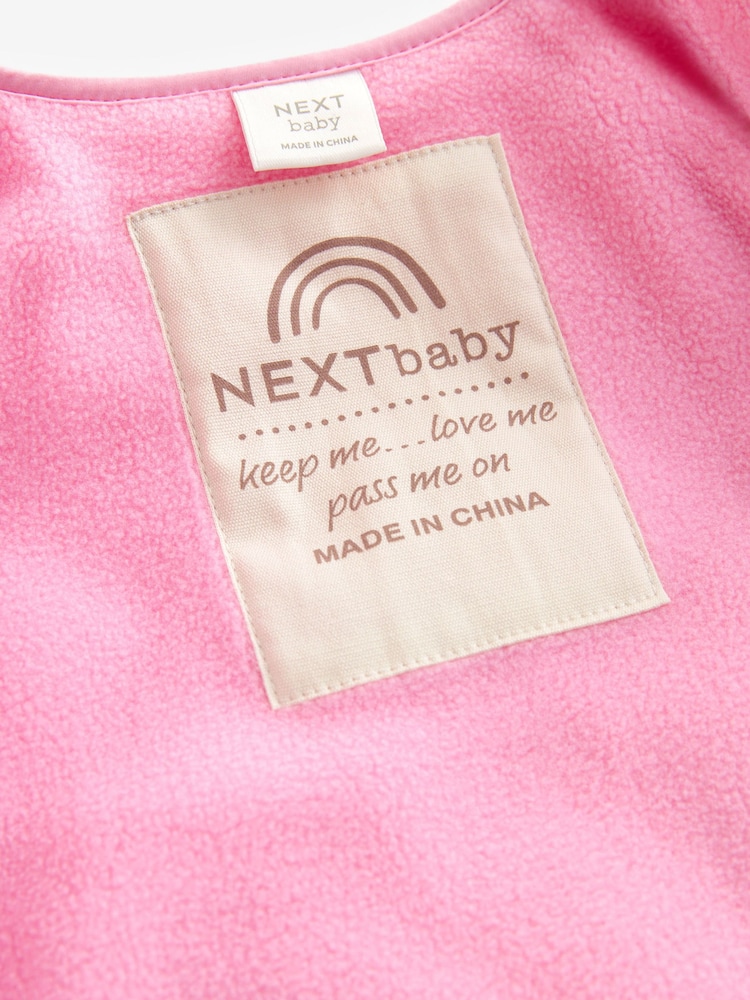 NEXT
baby
MADE IN CHINA
NEXTbaby
keep me...love me
pass me on
MADE IN CHINA